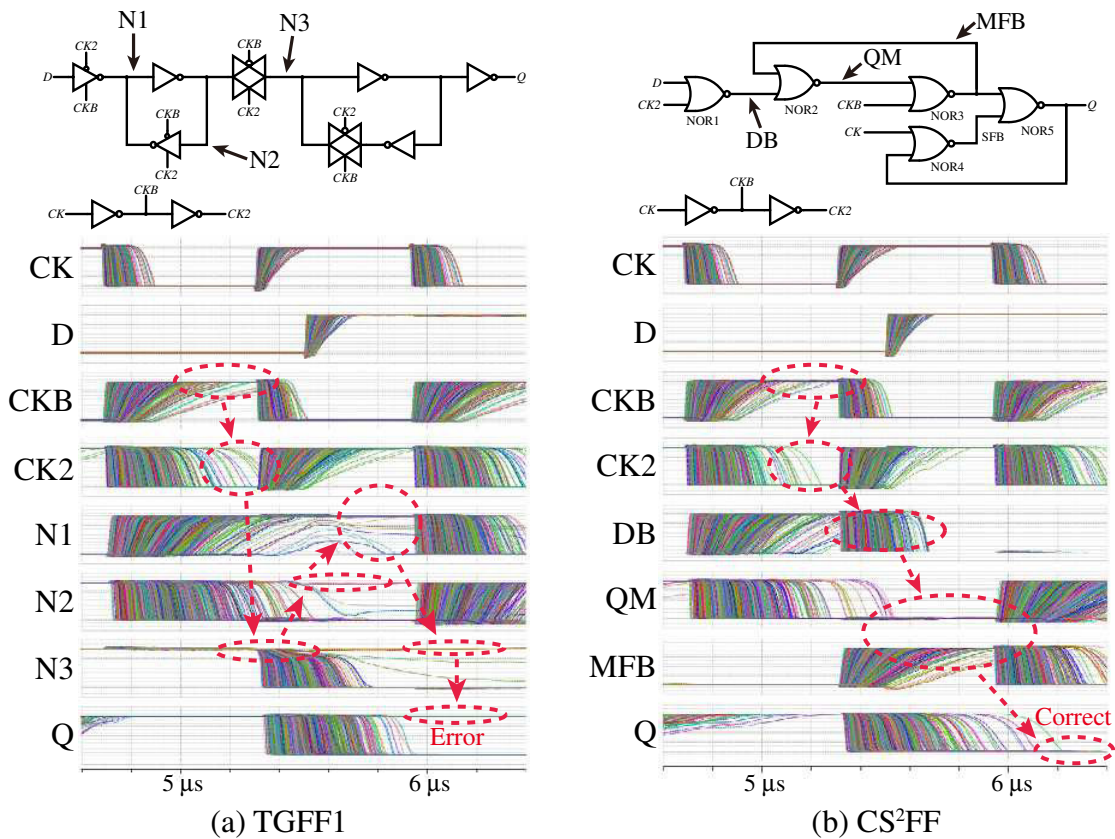 N1
N3
CK2
CKB
D
Q
CKB
CK2
CKB
CK2
N2
CK2
CKB
CKB
CK
CK2
CK
D
CKB
CK2
N1
N2
N3
Q
Error
5 μs
6 μs
(a) TGFF1
MFB
QM
D
CK2
NOR1
DB
NOR2
CKB
NOR3
CK
NOR4
SFB
NOR5
Q
CKB
CK
CK2
CK
D
CKB
CK2
DB
QM
MFB
Q
Correct
5 μs
6 μs
(b) CS²FF